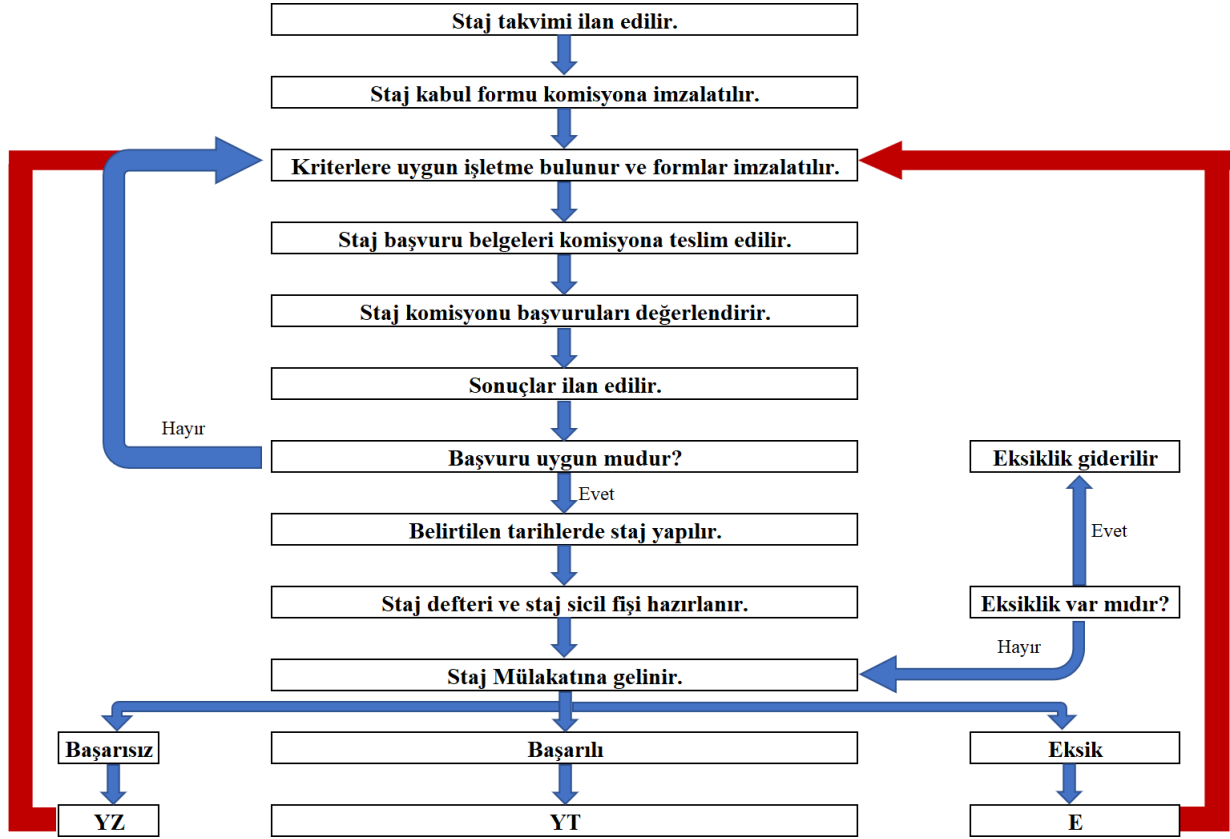 Staj takvimi ilan edilir.
Staj kabul formu komisyona imzalatılır.
Kriterlere uygun işletme bulunur ve formlar imzalatılır.
Staj başvuru belgeleri komisyona teslim edilir.
Staj komisyonu başvuruları değerlendirir.
Sonuçlar ilan edilir.
Hayır
Başvuru uygun mudur?
Eksiklik giderilir
Evet
Belirtilen tarihlerde staj yapılır.
Evet
Staj defteri ve staj sicil fişi hazırlanır.
Eksiklik var mıdır?
Hayır
Staj Mülakatına gelinir.
Başarısız
Başarılı
Eksik
YZ
YT
E